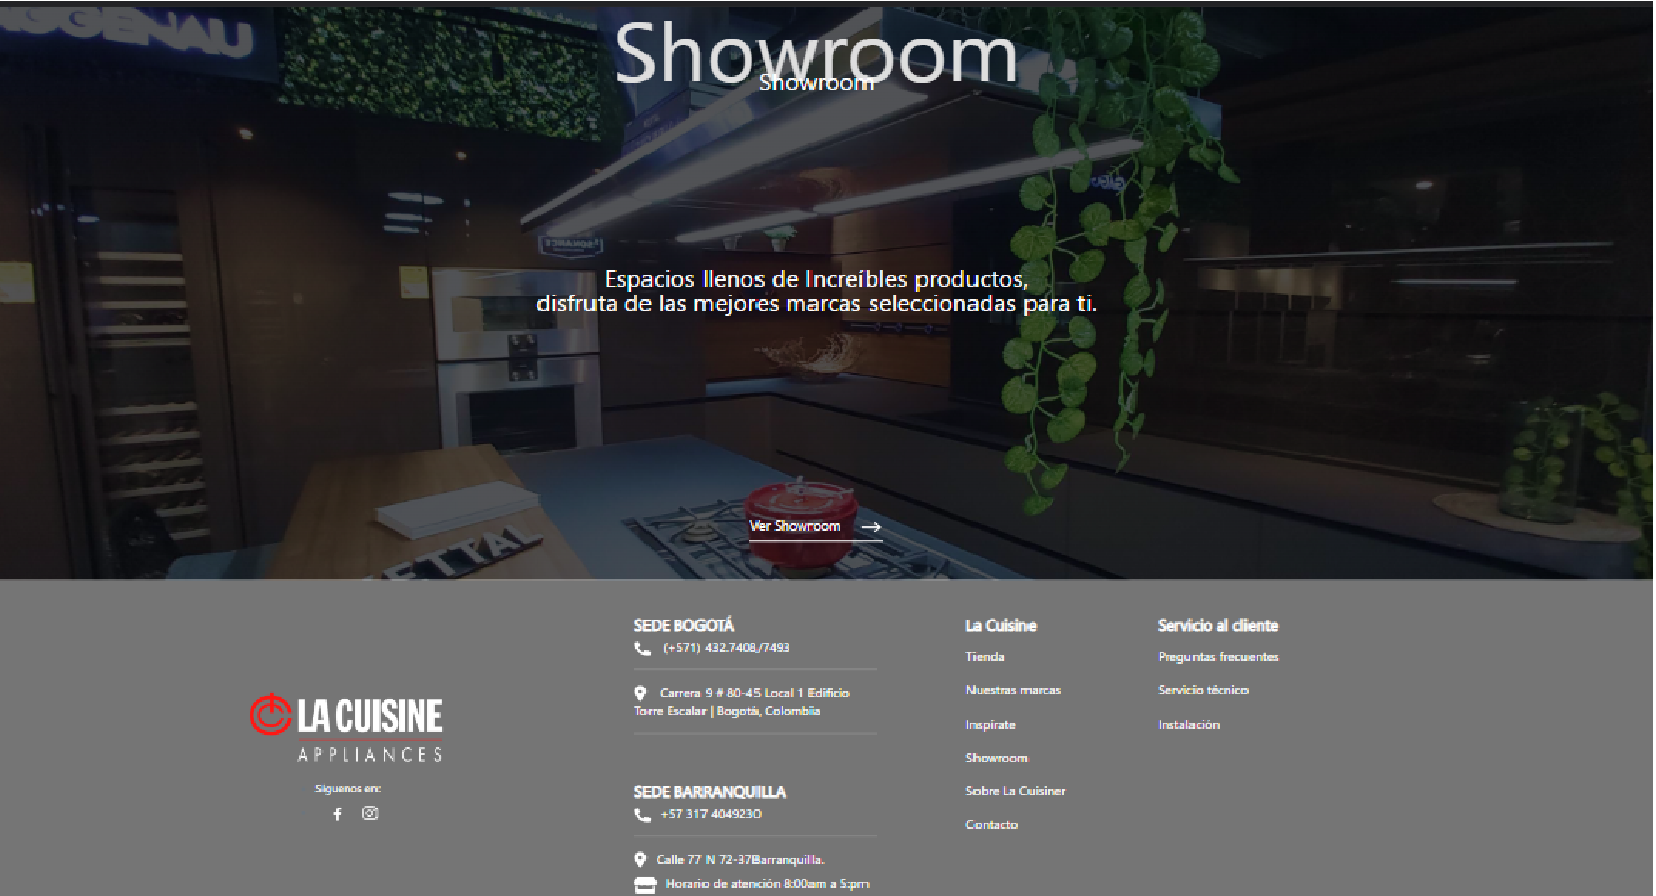 Showroom
Showroom
Espacios llenos de Increíbles productos,
disfruta de las mejores marcas seleccionadas para ti.
Ver Showroom
SEDE BOGOTÁ
(+571) 432.7408/7493
Carrera 9 # 80-45 Local 1 Edificio
Torre Escalar | Bogotá, Colombia
SEDE BARRANQUILLA
+57 317 4049230
Calle 77 N 72-37Barranquilla.
Horario de atención 8:00am a 5:pm
La Cuisine
Tienda
Nuestras marcas
Inspírate
Showroom
Sobre La Cuisiner
Contacto
Servicio al cliente
Preguntas frecuentes
Servicio técnico
Instalación
LA CUISINE
APPLIANCES
Síguenos en: